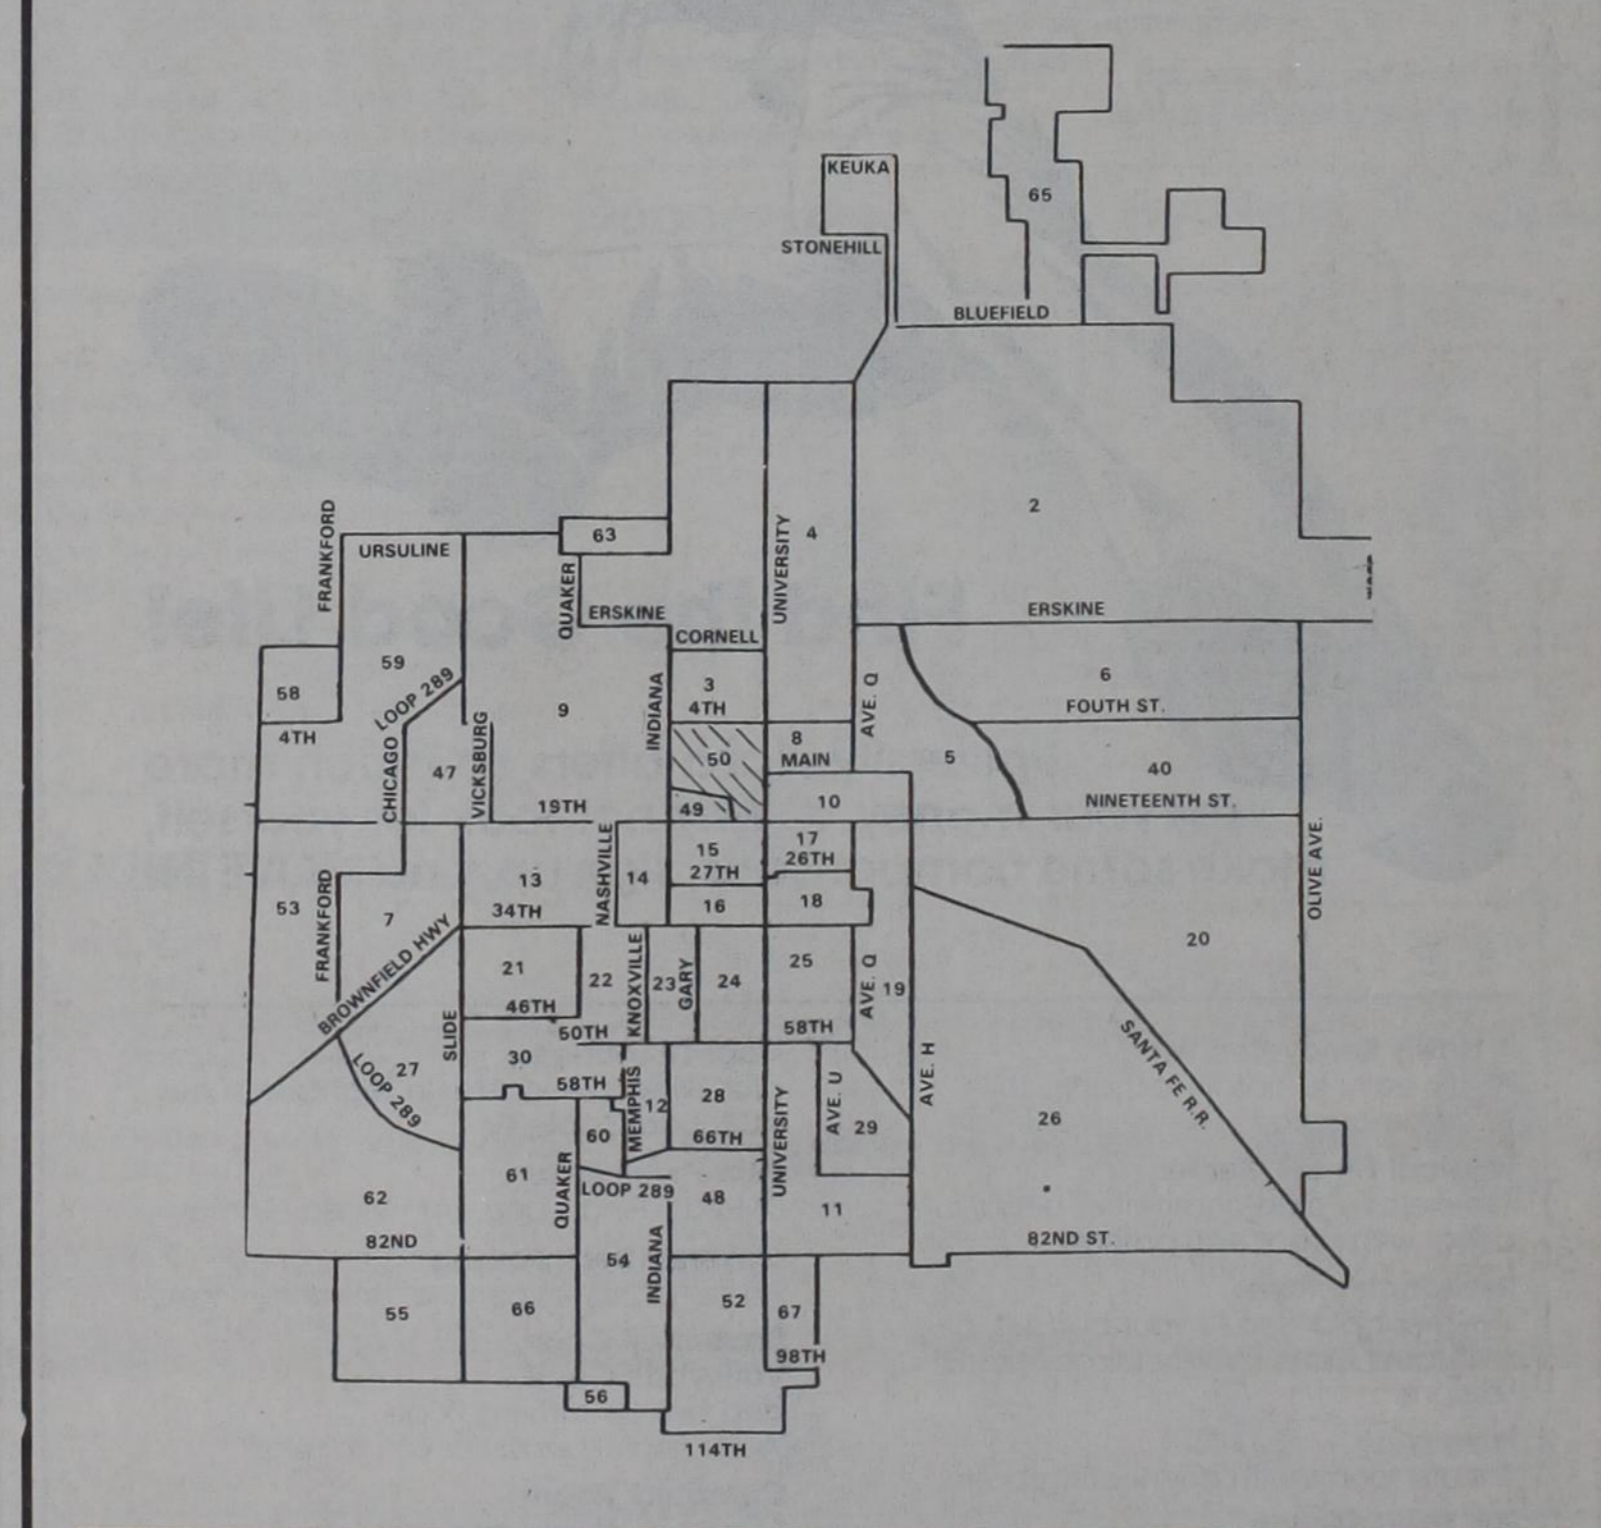 KEUKA
65
STONEHILL
BLUEFIELD
2
FRANKFORD
URSULINE
63
4
UNIVERSITY
QUAKER
ERSKINE
ERSKINE
CORNELL
59
58
LOOP 289
9
INDIANA
3
4TH
AVE. Q
6
FOUTH ST.
4TH
CHICAGO
47
VICKSBURG
50
8
MAIN
5
40
19TH
49
10
NINETEENTH ST.
OLIVE AVE.
53
FRANKFORD
7
13
34TH
NASHVILLE
14
15
27TH
16
17
26TH
18
20
BROWNFIELD HWY
21
46TH
22
KNOXVILLE
23
GARY
24
25
58TH
AVE. Q
19
SLIDE
50TH
27
LOOP 289
30
58TH
MEMPHIS
12
28
66TH
UNIVERSITY
AVE. U
29
AVE. H
26
SANTA FE R.R.
60
61
QUAKER
LOOP 289
48
11
62
82ND
82ND ST.
54
INDIANA
55
66
52
67
98TH
56
114TH